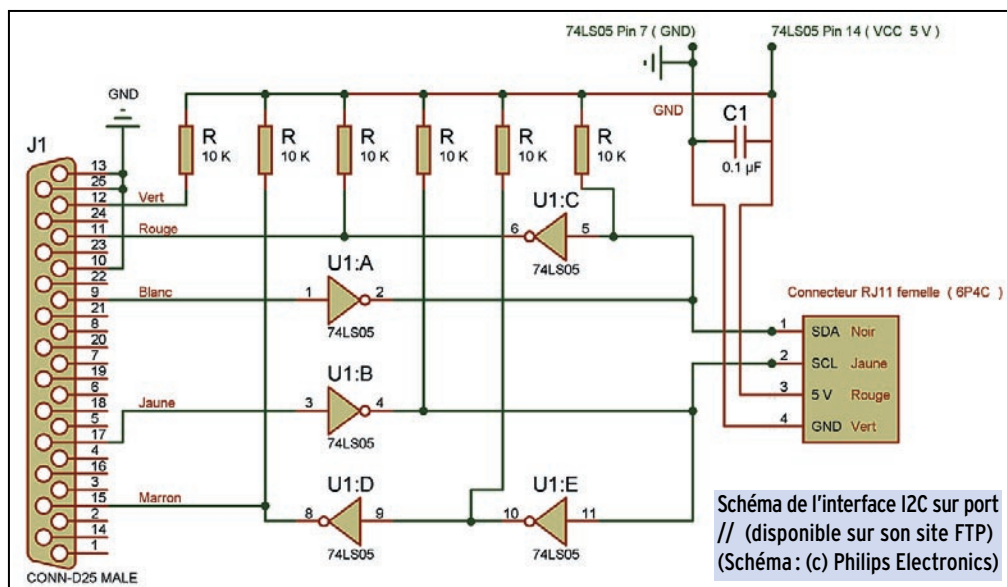 74LS05 Pin 7 ( GND)
74LS05 Pin 14 ( VCC 5 V )
GND
GND
C1
0.1 µF
J1
R
10 K
R
10 K
R
10 K
R
10 K
R
10 K
R
10 K
13
25
12
Vert
24
11
Rouge
23
10
22
9
Blanc
21
8
20
7
19
6
18
5
17
Jaune
4
16
3
15
Marron
2
14
1
CONN-D25 MALE
U1:C
6
5
74LS05
U1:A
1
2
74LS05
U1:B
3
4
74LS05
U1:D
8
9
74LS05
U1:E
10
11
74LS05
Connecteur RJ11 femelle ( 6P4C )
1 SDA Noir
2 SCL Jaune
3 5 V Rouge
4 GND Vert
Schéma de l'interface I2C sur port
// (disponible sur son site FTP)
(Schéma : (c) Philips Electronics)